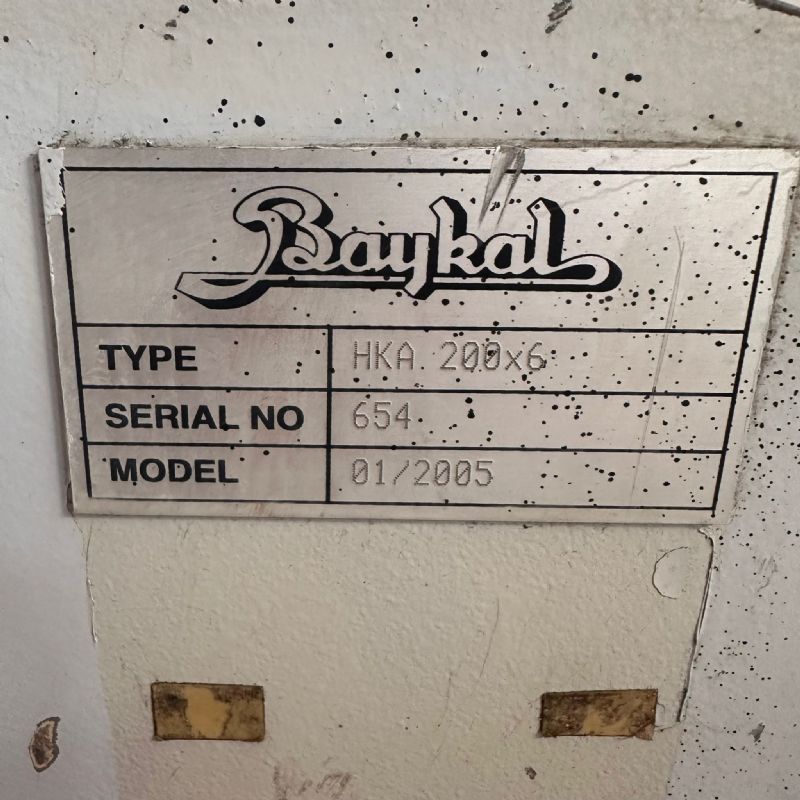 Baykal
TYPE HKA 200x6
SERIAL NO 654
MODEL 01/2005